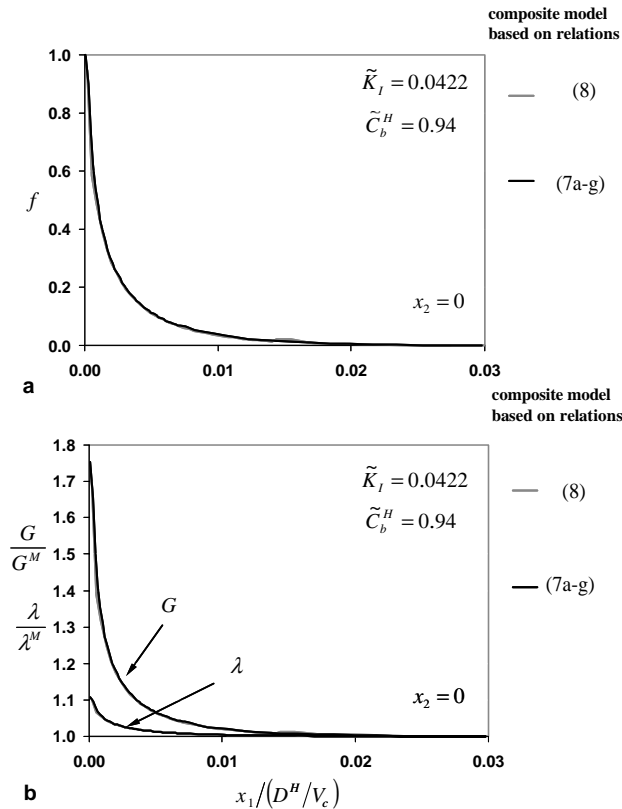 composite model
based on relations
(8)
(7a-g)
1.0
0.8
0.6
0.4
0.2
0.0
f
K̃_I = 0.0422
C̃_b^H = 0.94
x_2 = 0
0.00 0.01 0.02 0.03
a
composite model
based on relations
(8)
(7a-g)
1.8
1.7
1.6
1.5
1.4
1.3
1.2
1.1
1.0
G/G^M
λ/λ^M
K̃_I = 0.0422
C̃_b^H = 0.94
G
λ
x_2 = 0
0.00 0.01 0.02 0.03
b
x_1/(D^H/V_c)